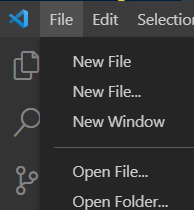 File Edit Selection
New File
New File...
New Window
Open File...
Open Folder...